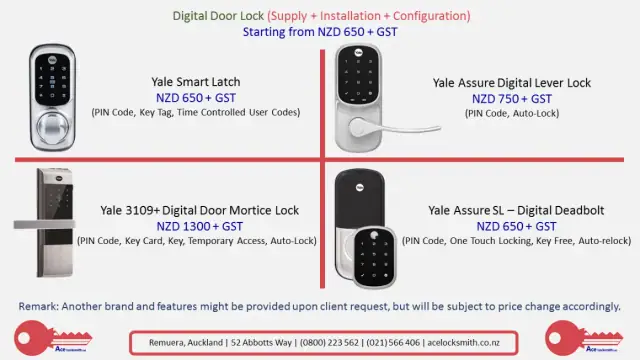 Digital Door Lock (Supply + Installation + Configuration)
Starting from NZD 650 + GST
Yale Smart Latch
NZD 650 + GST
(PIN Code, Key Tag, Time Controlled User Codes)
Yale Assure Digital Lever Lock
NZD 750 + GST
(PIN Code, Auto-Lock)
Yale 3109+ Digital Door Mortice Lock
NZD 1300 + GST
(PIN Code, Key Card, Key, Temporary Access, Auto-Lock)
Yale Assure SL – Digital Deadbolt
NZD 650 + GST
(PIN Code, One Touch Locking, Key Free, Auto-relock)
Remark: Another brand and features might be provided upon client request, but will be subject to price change accordingly.
Ace Locksmith
Remuera, Auckland | 52 Abbotts Way | (0800) 223 562 | (021) 566 406 | acelocksmith.co.nz
Ace Locksmith